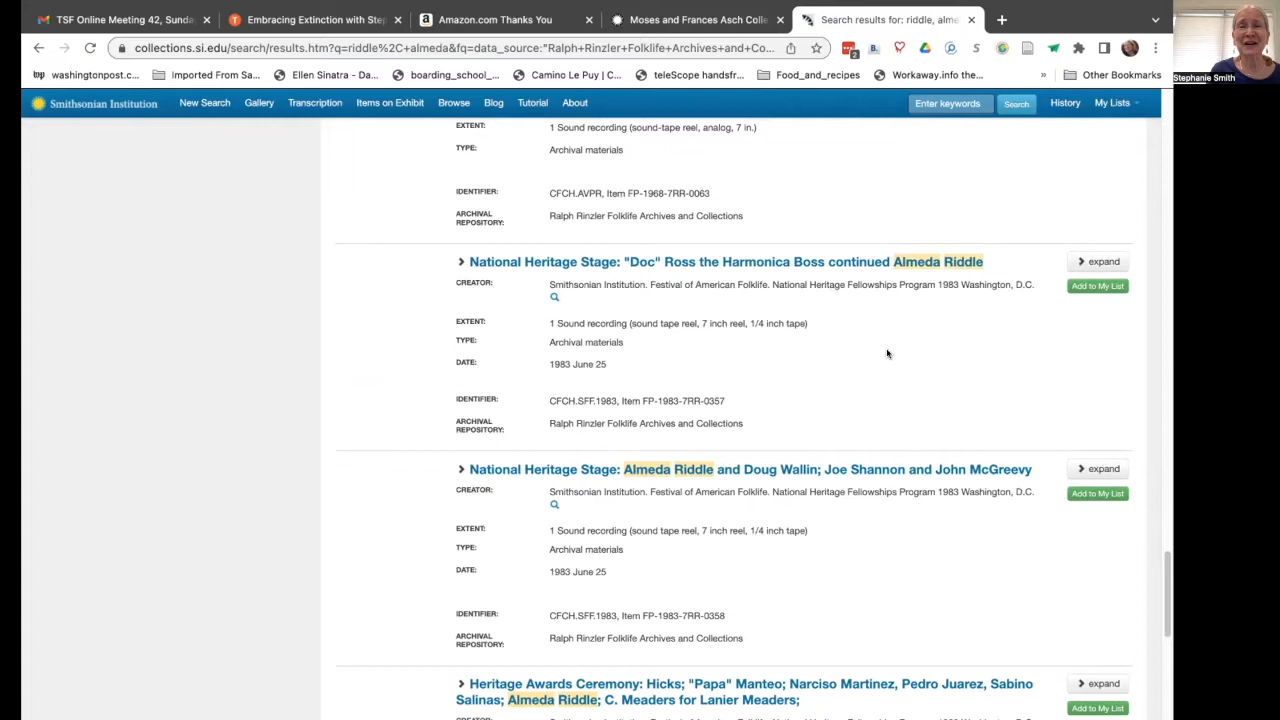 TSF Online Meeting 42, Sunda
Embracing Extinction with Step
Amazon.com Thank You
Moses and Frances Asch Colle
Search results for: riddle, alme
collections.si.edu/search/results.htm?q=riddle%2C+almeda&fq=data_source:"Ralph+Rinzler+Folklife+Archives+and+Co...
2
washingtonpost.c...
Imported From Sa...
Ellen Sinatra - Da...
boarding_school_...
Camino Le Puy | C...
teleScope handsfr...
Food_and_recipes
Workaway.info the...
»
Other Bookmarks
Stephanie Smith
Smithsonian Institution
New Search
Gallery
Transcription
Items on Exhibit
Browse
Blog
Tutorial
About
Enter keywords
Search
History
My Lists
EXTENT:
1 Sound recording (sound-tape reel, analog, 7 in.)
TYPE:
Archival materials
IDENTIFIER:
CFCH.AVPR, Item FP-1968-7RR-0063
ARCHIVAL
REPOSITORY:
Ralph Rinzler Folklife Archives and Collections
National Heritage Stage: "Doc" Ross the Harmonica Boss continued Almeda Riddle
expand
Add to My List
CREATOR:
Smithsonian Institution. Festival of American Folklife. National Heritage Fellowships Program 1983 Washington, D.C.
EXTENT:
1 Sound recording (sound tape reel, 7 inch reel, 1/4 inch tape)
TYPE:
Archival materials
DATE:
1983 June 25
IDENTIFIER:
CFCH.SFF.1983, Item FP-1983-7RR-0357
ARCHIVAL
REPOSITORY:
Ralph Rinzler Folklife Archives and Collections
National Heritage Stage: Almeda Riddle and Doug Wallin; Joe Shannon and John McGreevy
expand
Add to My List
CREATOR:
Smithsonian Institution. Festival of American Folklife. National Heritage Fellowships Program 1983 Washington, D.C.
EXTENT:
1 Sound recording (sound tape reel, 7 inch reel, 1/4 inch tape)
TYPE:
Archival materials
DATE:
1983 June 25
IDENTIFIER:
CFCH.SFF.1983, Item FP-1983-7RR-0358
ARCHIVAL
REPOSITORY:
Ralph Rinzler Folklife Archives and Collections
Heritage Awards Ceremony: Hicks; "Papa" Manteo; Narciso Martinez, Pedro Juarez, Sabino
Salinas; Almeda Riddle; C. Meaders for Lanier Meaders;
expand
Add to My List